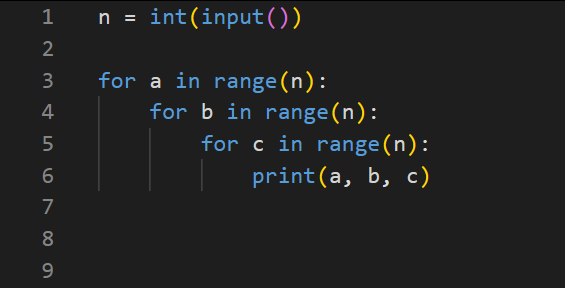 1 n = int(input())
2
3 for a in range(n):
4     for b in range(n):
5         for c in range(n):
6             print(a, b, c)
7
8
9